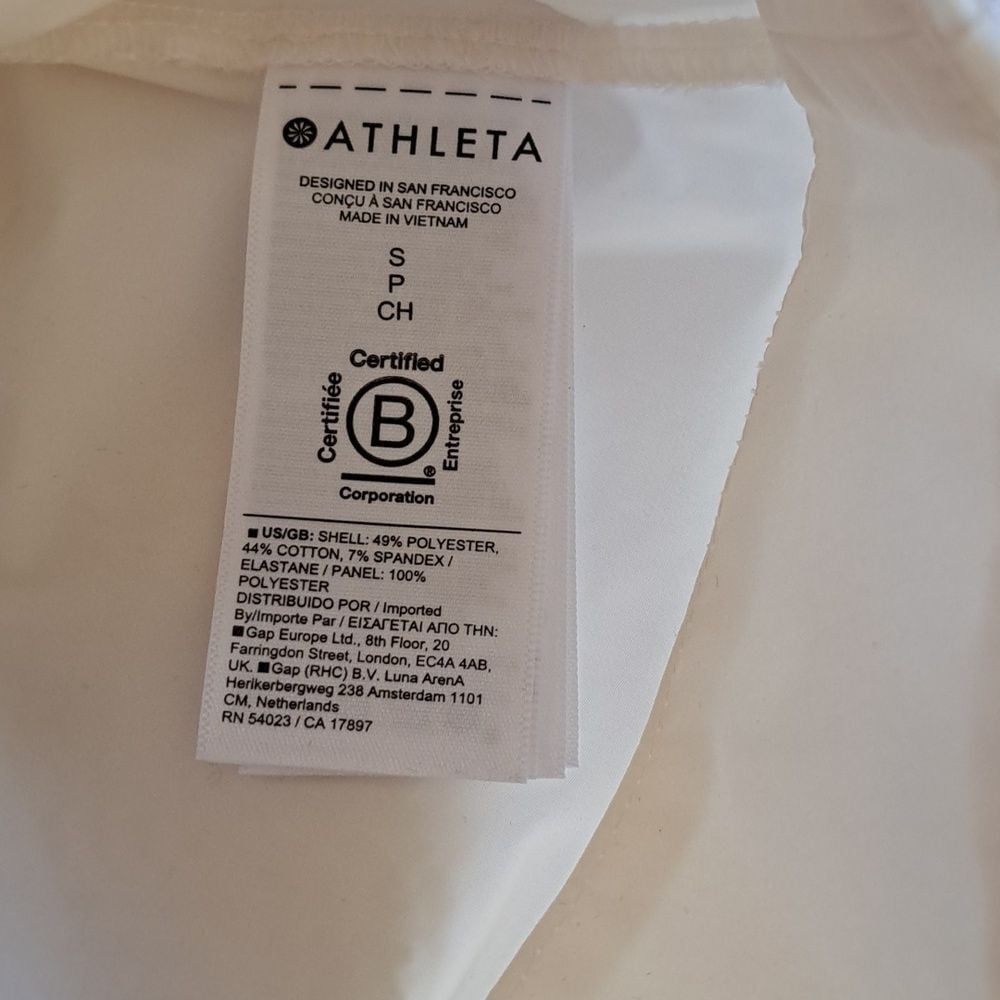 ATHLETA
DESIGNED IN SAN FRANCISCO
CONÇU À SAN FRANCISCO
MADE IN VIETNAM
S
P
CH
Certified
Certifiée
B
Entreprise
®
Corporation
■ US/GB: SHELL: 49% POLYESTER,
44% COTTON, 7% SPANDEX /
ELASTANE / PANEL: 100%
POLYESTER
DISTRIBUIDO POR / Imported
By/Importe Par / ΕΙΣΑΓΕΤΑΙ ΑΠΟ ΤΗΝ:
■Gap Europe Ltd., 8th Floor, 20
Farringdon Street, London, EC4A 4AB,
UK. ■Gap (RHC) B.V. Luna ArenA
Herikerbergweg 238 Amsterdam 1101
CM, Netherlands
RN 54023 / CA 17897